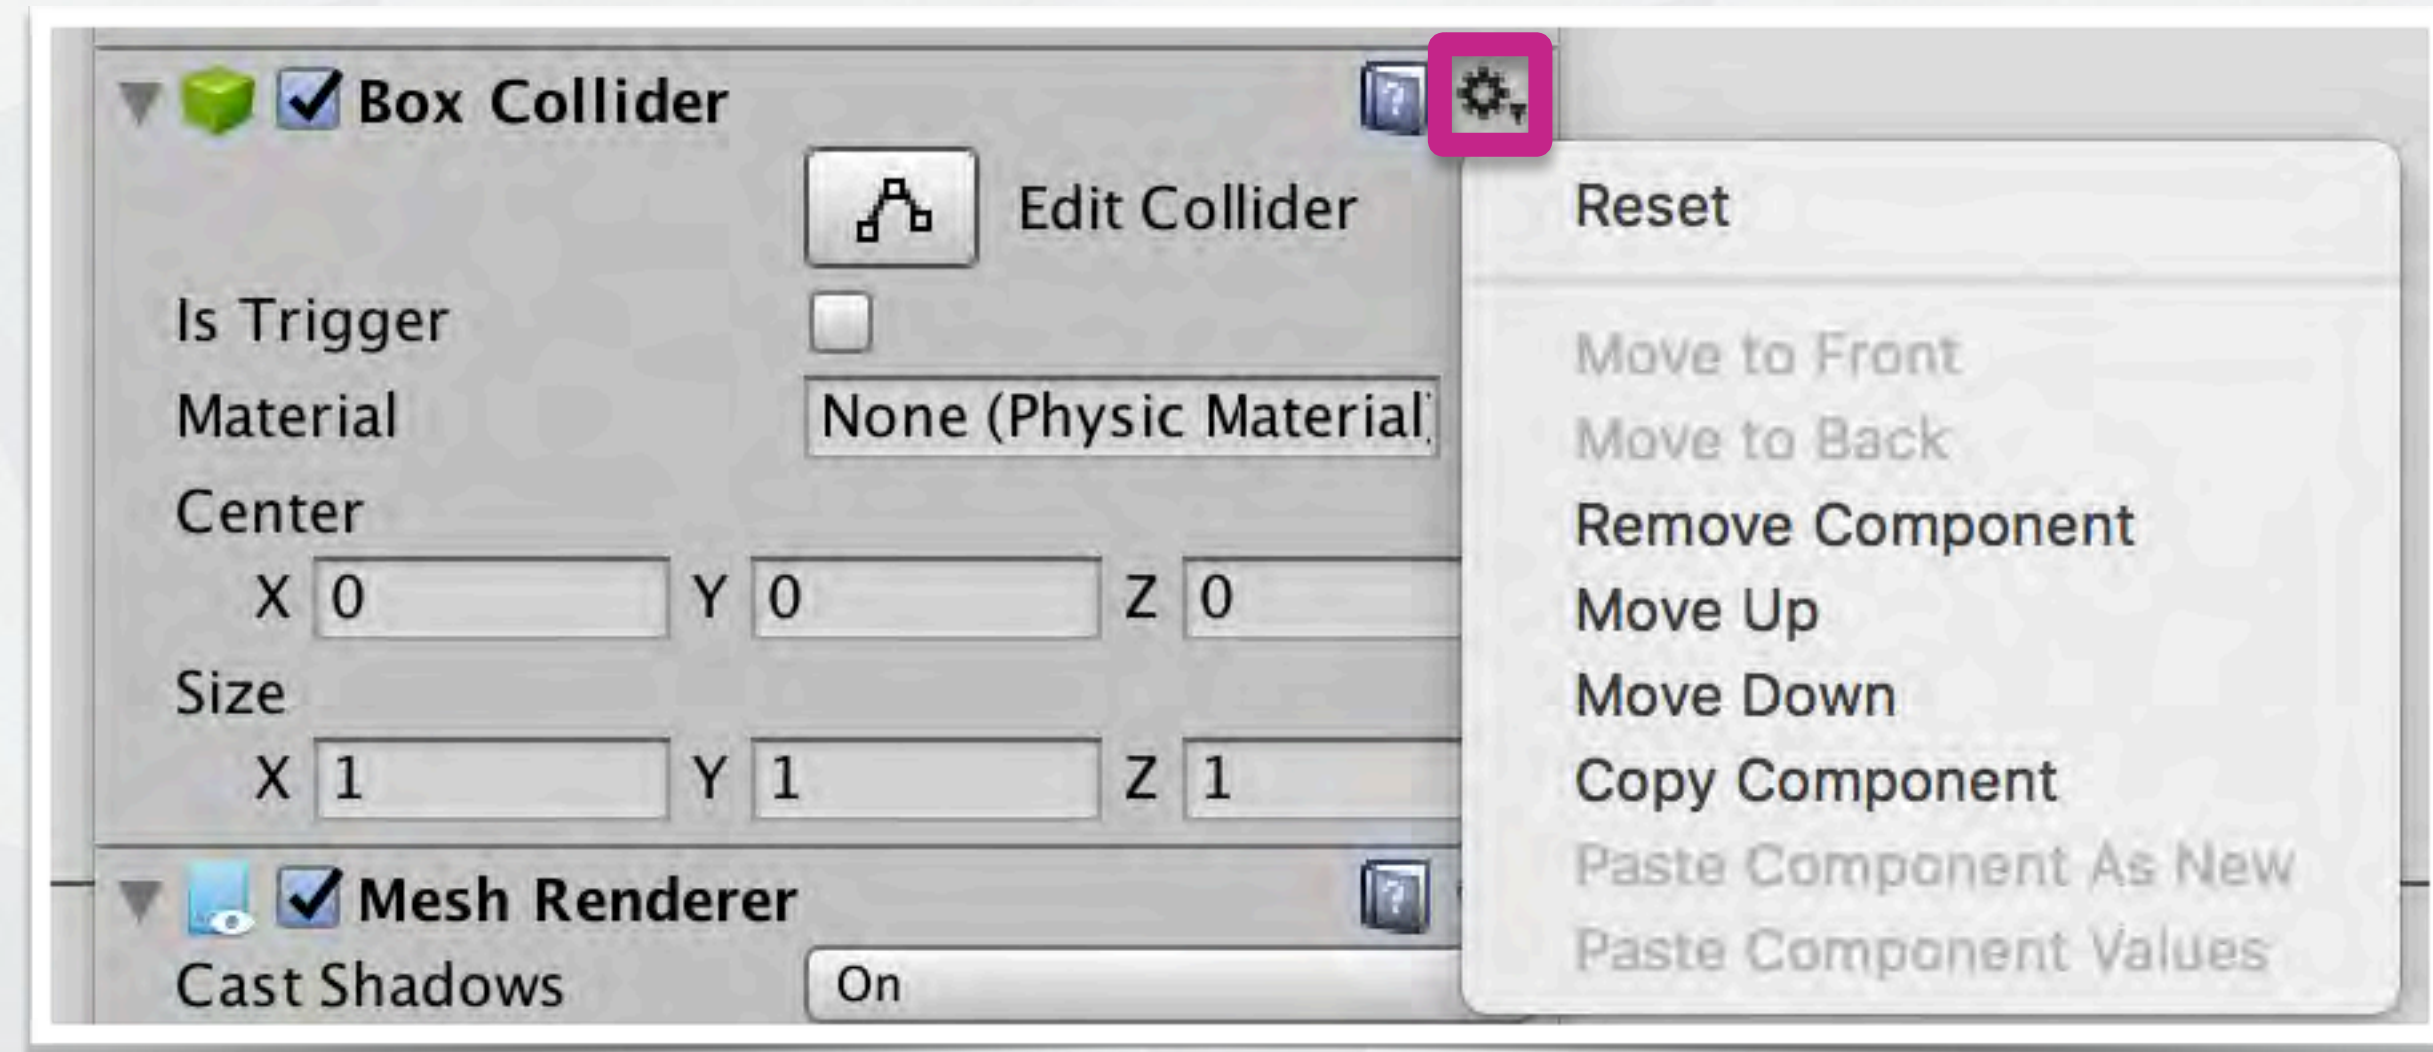 Box Collider
Edit Collider
Is Trigger
Material None (Physic Material)
Center
X 0 Y 0 Z 0
Size
X 1 Y 1 Z 1
Mesh Renderer
Cast Shadows On
Reset
Move to Front
Move to Back
Remove Component
Move Up
Move Down
Copy Component
Paste Component As New
Paste Component Values